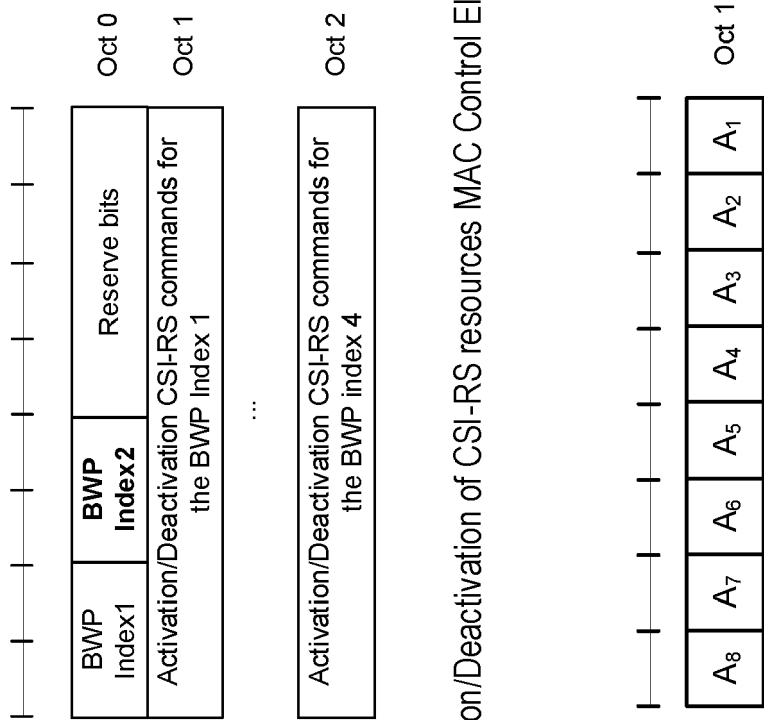 BWP
Index1
BWP
Index2
Reserve bits
Oct 0
Activation/Deactivation CSI-RS commands for
the BWP Index 1
Oct 1
...
Activation/Deactivation CSI-RS commands for
the BWP index 4
Oct 2
on/Deactivation of CSI-RS resources MAC Control El
A8 A7 A6 A5 A4 A3 A2 A1 Oct 1